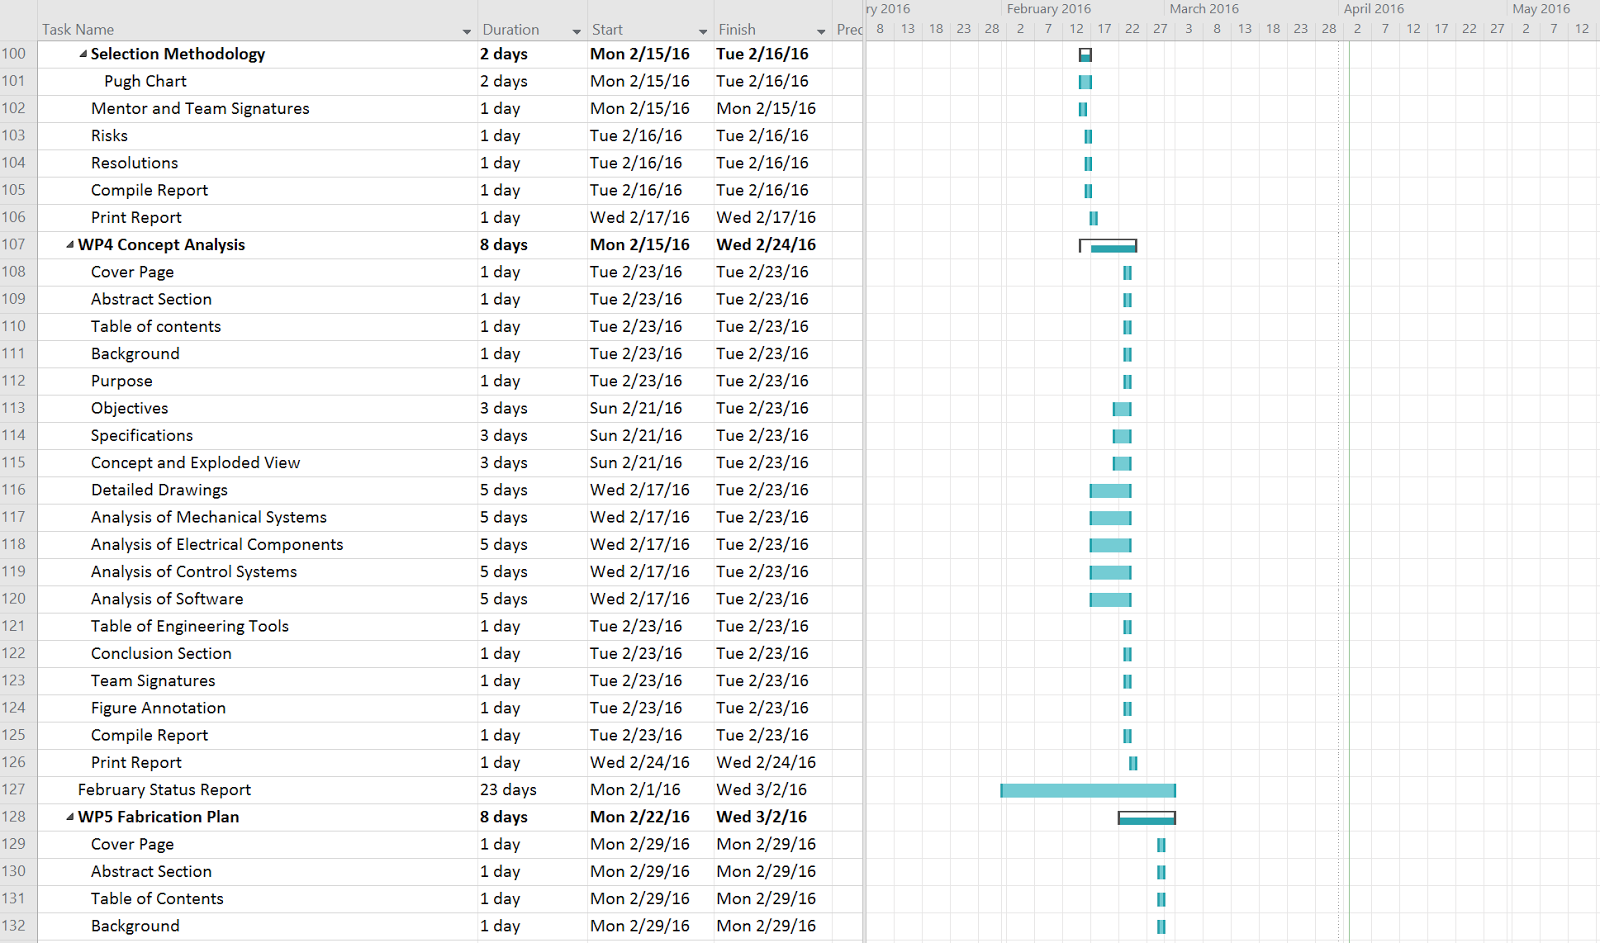 ry 2016 February 2016 March 2016 April 2016 May 2016
Task Name Duration Start Finish Pred 8 13 18 23 28 2 7 12 17 22 27 3 8 13 18 23 28 2 7 12 17 22 27 2 7 12
100 Selection Methodology 2 days Mon 2/15/16 Tue 2/16/16
101 Pugh Chart 2 days Mon 2/15/16 Tue 2/16/16
102 Mentor and Team Signatures 1 day Mon 2/15/16 Mon 2/15/16
103 Risks 1 day Tue 2/16/16 Tue 2/16/16
104 Resolutions 1 day Tue 2/16/16 Tue 2/16/16
105 Compile Report 1 day Tue 2/16/16 Tue 2/16/16
106 Print Report 1 day Wed 2/17/16 Wed 2/17/16
107 WP4 Concept Analysis 8 days Mon 2/15/16 Wed 2/24/16
108 Cover Page 1 day Tue 2/23/16 Tue 2/23/16
109 Abstract Section 1 day Tue 2/23/16 Tue 2/23/16
110 Table of contents 1 day Tue 2/23/16 Tue 2/23/16
111 Background 1 day Tue 2/23/16 Tue 2/23/16
112 Purpose 1 day Tue 2/23/16 Tue 2/23/16
113 Objectives 3 days Sun 2/21/16 Tue 2/23/16
114 Specifications 3 days Sun 2/21/16 Tue 2/23/16
115 Concept and Exploded View 3 days Sun 2/21/16 Tue 2/23/16
116 Detailed Drawings 5 days Wed 2/17/16 Tue 2/23/16
117 Analysis of Mechanical Systems 5 days Wed 2/17/16 Tue 2/23/16
118 Analysis of Electrical Components 5 days Wed 2/17/16 Tue 2/23/16
119 Analysis of Control Systems 5 days Wed 2/17/16 Tue 2/23/16
120 Analysis of Software 5 days Wed 2/17/16 Tue 2/23/16
121 Table of Engineering Tools 1 day Tue 2/23/16 Tue 2/23/16
122 Conclusion Section 1 day Tue 2/23/16 Tue 2/23/16
123 Team Signatures 1 day Tue 2/23/16 Tue 2/23/16
124 Figure Annotation 1 day Tue 2/23/16 Tue 2/23/16
125 Compile Report 1 day Tue 2/23/16 Tue 2/23/16
126 Print Report 1 day Wed 2/24/16 Wed 2/24/16
127 February Status Report 23 days Mon 2/1/16 Wed 3/2/16
128 WP5 Fabrication Plan 8 days Mon 2/22/16 Wed 3/2/16
129 Cover Page 1 day Mon 2/29/16 Mon 2/29/16
130 Abstract Section 1 day Mon 2/29/16 Mon 2/29/16
131 Table of Contents 1 day Mon 2/29/16 Mon 2/29/16
132 Background 1 day Mon 2/29/16 Mon 2/29/16